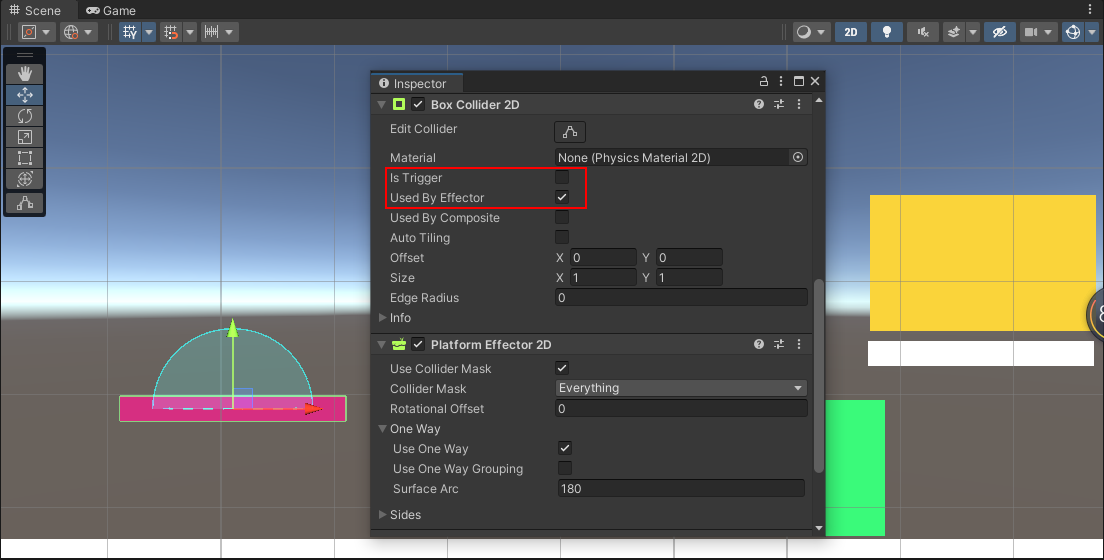 Scene Game
2D
Inspector
Box Collider 2D
Edit Collider
Material None (Physics Material 2D)
Is Trigger
Used By Effector
Used By Composite
Auto Tiling
Offset X 0 Y 0
Size X 1 Y 1
Edge Radius 0
Info
Platform Effector 2D
Use Collider Mask
Collider Mask Everything
Rotational Offset 0
One Way
Use One Way
Use One Way Grouping
Surface Arc 180
Sides